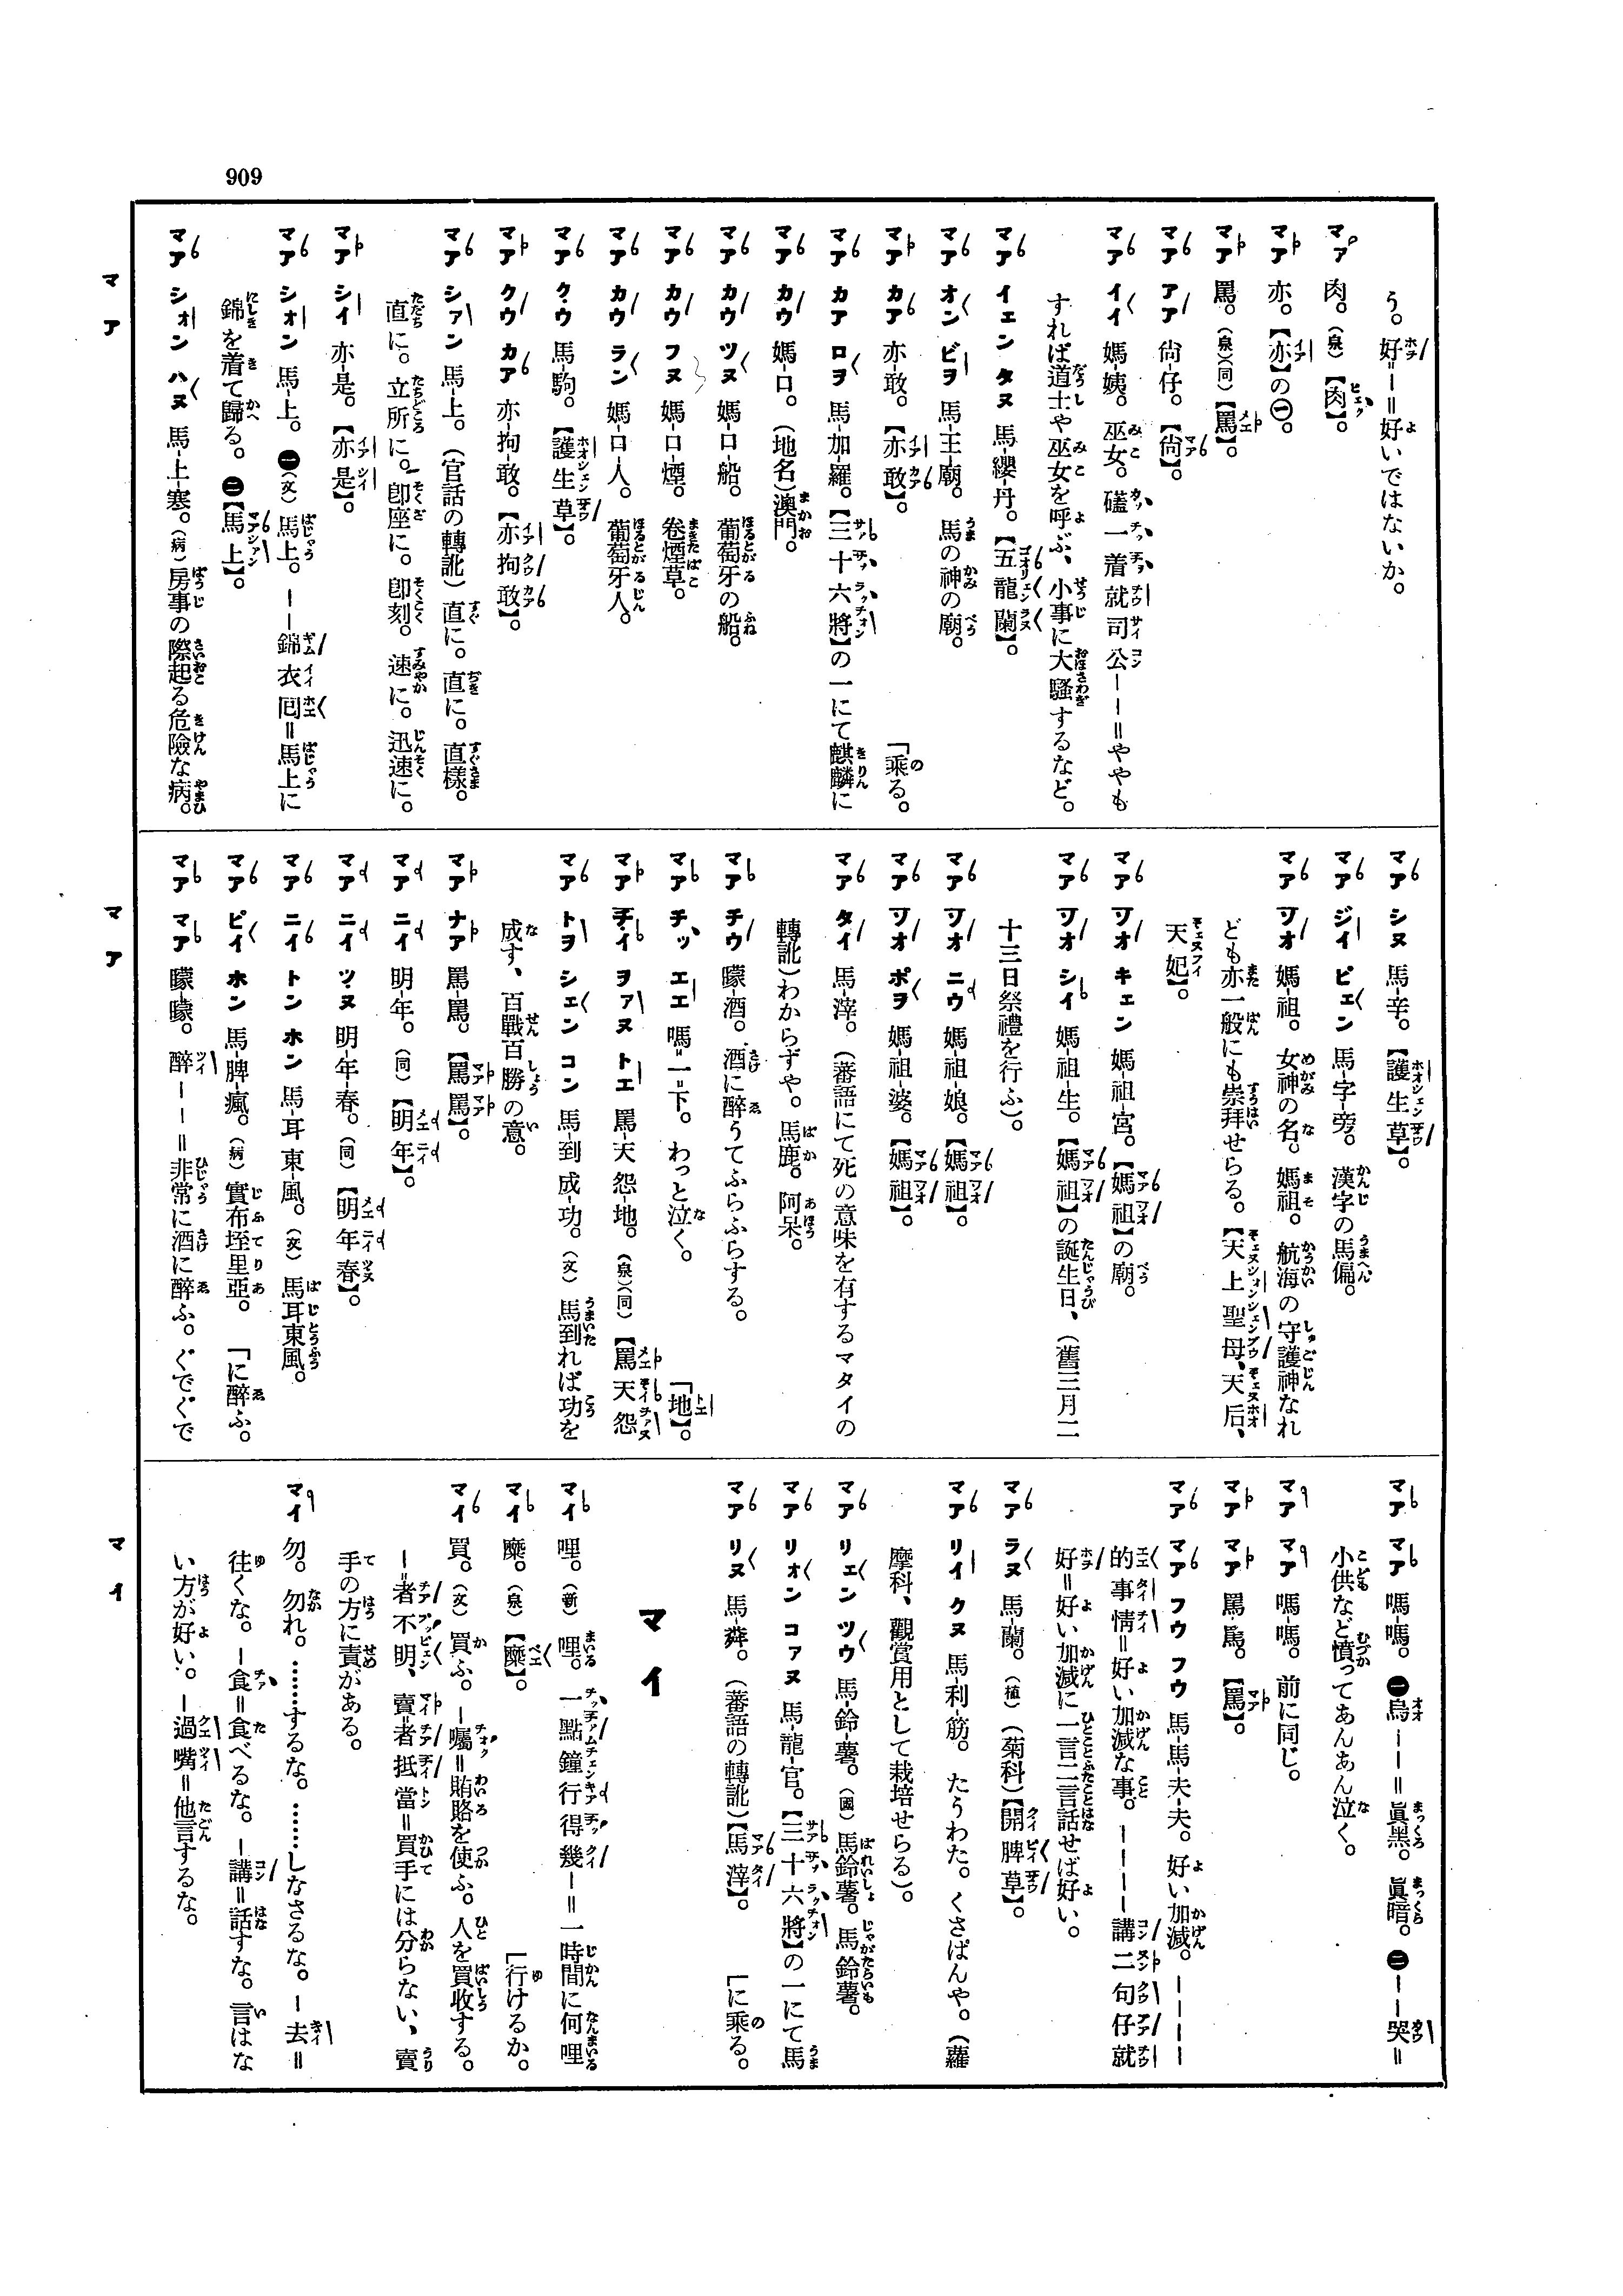 909
う。好＝＝好いではないか。
マァ 肉。（泉）【肉】。
マア 亦。【亦】の㊀。
マア 罵。（泉）（同）【罵】。
マア アア 尙-仔。【尙】。
マア イイ 媽-姨。巫女。磕一着就司公－－＝ややも
すれば道士や巫女を呼ぶ、小事に大騷するなど。
マア イェン タヌ 馬-纓-丹。【五龍蘭】。
マア オン ビヲ 馬-王-廟。馬の神の廟。
マア カア 亦-敢。【亦敢】。 「乘る。
マア カア ロヲ 馬-加-羅。【三十六將】の一にて麒麟に
マア カウ 媽-口。（地名）澳門。
マア カウ ツヌ 媽-口-船。葡萄牙の船。
マア カウ フヌ 媽-口-煙。卷煙草。
マア カウ ラン 媽-口-人。葡萄牙人。
マア ク・ウ 馬-駒。【護生草】。
マア クウ カア 亦-拘-敢。【亦拘敢】。
マア シァン 馬-上。（官話の轉訛）直に。直に。直樣。
直に。立所に。卽座に。卽刻。速に。迅速に。
マア シイ 亦-是。【亦是】。
マア シォン 馬-上。㊀（文）馬上。－－錦衣囘＝馬上に
錦を着て歸る。㊁【馬上】。
マア シォン ハヌ 馬-上-寒。（病）房事の際起る危險な病。
マア シヌ 馬-辛。【護生草】。
マア ジイ ピェン 馬-字-旁。漢字の馬偏。
マア ツオ 媽-祖。女神の名。媽祖。航海の守護神なれ
ども亦一般にも崇拜せらる。【天上聖母、天后、
天妃】。
マア ツオ キェン 媽-祖-宮。【媽祖】の廟。
マア ツオ シイ 媽-祖-生。【媽祖】の誕生日、（舊三月二
十三日祭禮を行ふ）。
マア ツオ ニウ 媽-祖-娘。【媽祖】。
マア ツオ ポヲ 媽-祖-婆。【媽祖】。
マア タイ 馬-滓。（蕃語にて死の意味を有するマタイの
轉訛）わからずや。馬鹿。阿呆。
マア チウ 矇-酒。酒に醉うてふらふらする。
マア チッ エエ 嗎＝一＝下。わっと泣く。 「地】。
マア チ・イ ヲァヌ トエ 罵-天怨-地。（泉）（同）【罵天怨
マア トヲ シェン コン 馬-到成-功。（文）馬到れば功を
成す、百戰百勝の意。
マア ナア 罵-罵。【罵罵】。
マア ニイ 明-年。（同）【明年】。
マア ニイ ツ・ヌ 明-年-春。（同）【明年春】。
マア ニイ トン ホン 馬-耳東-風。（文）馬耳東風。
マア ピイ ホン 馬-脾-瘋。（病）實布垤里亞。 「に醉ふ。
マア マア 矇-矇。醉－－＝非常に酒に醉ふ。ぐでぐで
マア マア 嗎-嗎。㊀烏－－＝眞黑。眞暗。㊁－－哭＝
小供など憤ってあんあん泣く。
マア マア 嗎-嗎。前に同じ。
マア マア 罵-罵。【罵】。
マア マア フウ フウ 馬-馬-夫-夫。好い加減。－－－－
的事情＝好い加減な事。－－－－講二句仔就
好＝好い加減に一言二言話せば好い。
マア ラヌ 馬-蘭。（植）（菊科）【開脾草】。
マア リイ クヌ 馬-利-筋。たうわた。くさぱんや。（蘿
藦科、觀賞用として栽培せらる）。
マア リェン ツウ 馬-鈴-薯。（國）馬鈴薯。馬鈴薯。
マア リォン コァヌ 馬-龍-官。【三十六將】の一にて馬
マア リヌ 馬-粦。（蕃語の轉訛）【馬滓】。 「に乘る。
マイ
マイ 哩。（新）哩。一點鐘行得幾－＝一時間に何哩
マイ 糜。（泉）【糜】。 「行けるか。
マイ 買。（文）買ふ。－囑＝賄賂を使ふ。人を買收する。
－＝者不明、賣＝者抵當＝買手には分らない、賣
手の方に責がある。
マイ 勿。勿れ。……するな。……しなさるな。－去＝
往くな。－食＝食べるな。－講＝話すな。言はな
い方が好い。－過嘴＝他言するな。
マア
マア
マイ